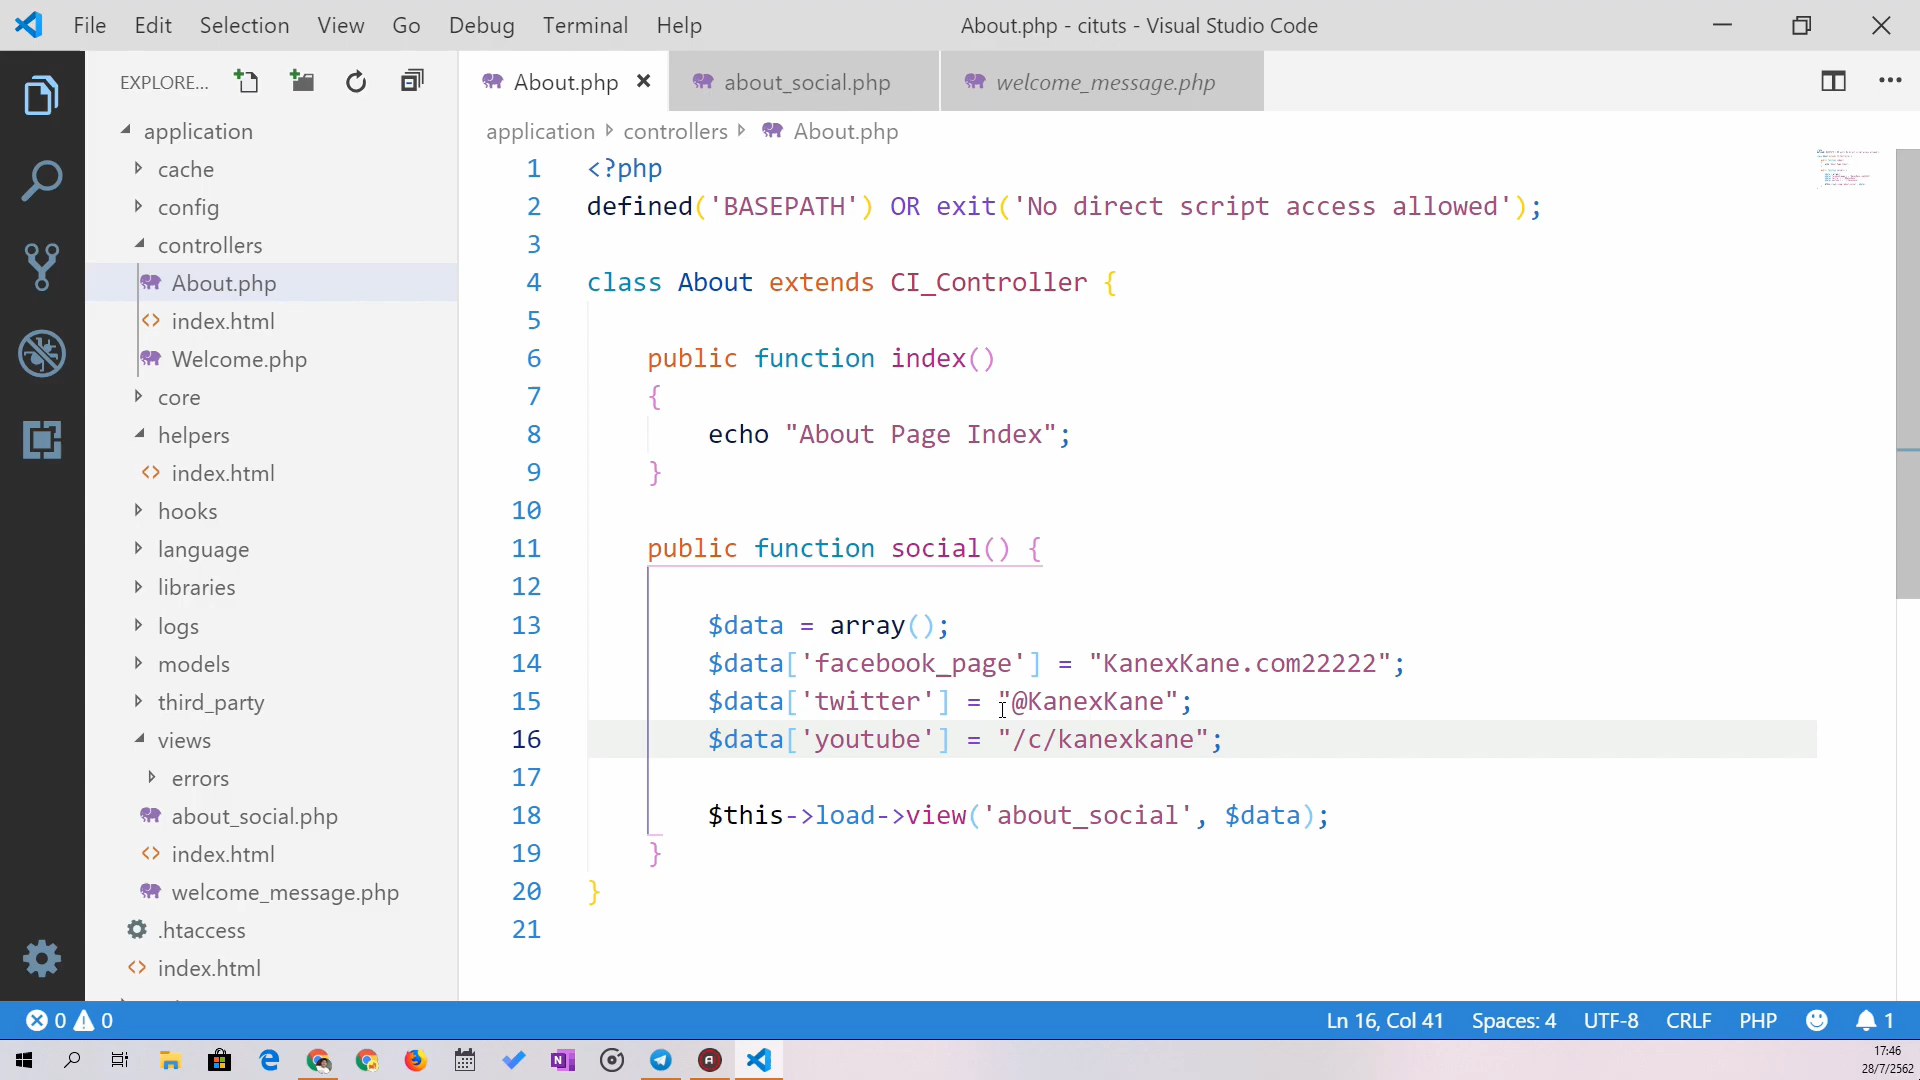 File Edit Selection View Go Debug Terminal Help About.php - cituts - Visual Studio Code
EXPLORE... About.php about_social.php welcome_message.php
application controllers About.php
application
cache
config
controllers
About.php
index.html
Welcome.php
core
helpers
index.html
hooks
language
libraries
logs
models
third_party
views
errors
about_social.php
index.html
welcome_message.php
.htaccess
index.html
1 <?php
2 defined('BASEPATH') OR exit('No direct script access allowed');
3
4 class About extends CI_Controller {
5
6 public function index()
7 {
8 echo "About Page Index";
9 }
10
11 public function social() {
12
13 $data = array();
14 $data['facebook_page'] = "KanexKane.com22222";
15 $data['twitter'] = "@KanexKane";
16 $data['youtube'] = "/c/kanexkane";
17
18 $this->load->view('about_social', $data);
19 }
20 }
21
0 0 Ln 16, Col 41 Spaces: 4 UTF-8 CRLF PHP 1
17:46
28/7/2562